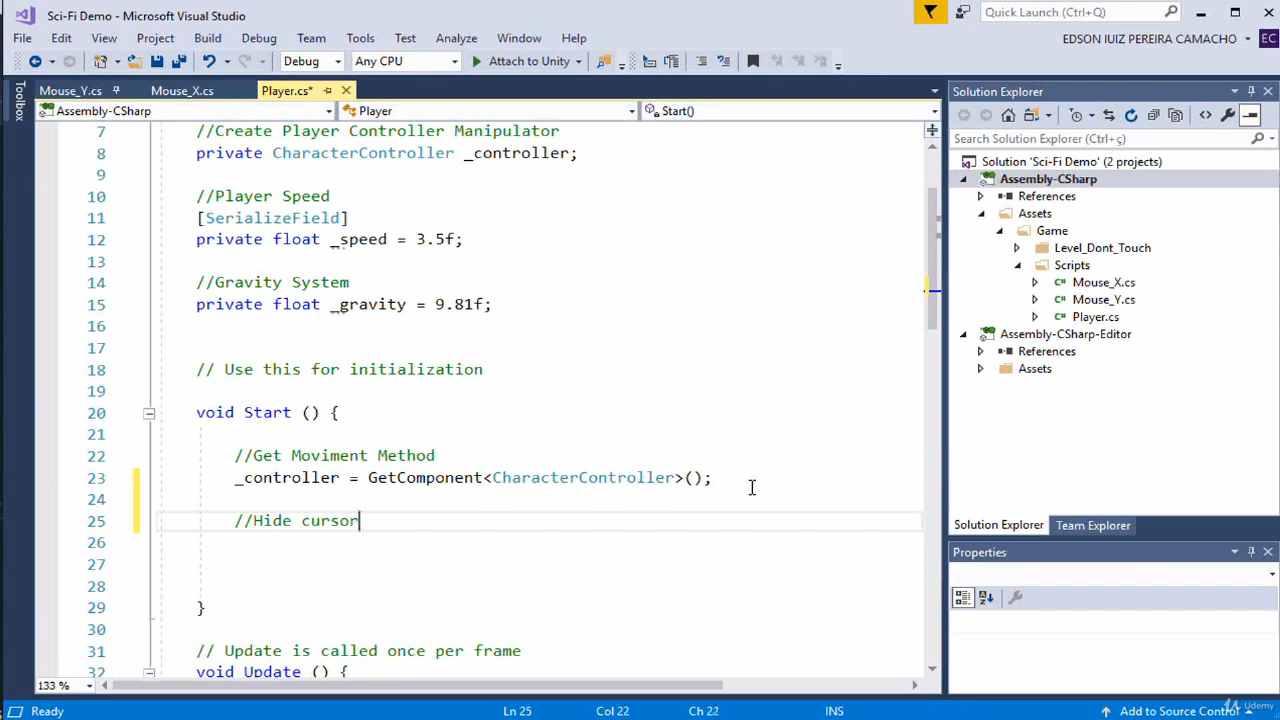 Sci-Fi Demo - Microsoft Visual Studio
Quick Launch (Ctrl+Q)
File Edit View Project Build Debug Team Tools Test Analyze Window Help
EDSON IUIZ PEREIRA CAMACHO
EC
Debug Any CPU Attach to Unity
Toolbox
Mouse_Y.cs Mouse_X.cs Player.cs*
Assembly-CSharp Player Start()
7 //Create Player Controller Manipulator
8 private CharacterController _controller;
9
10 //Player Speed
11 [SerializeField]
12 private float _speed = 3.5f;
13
14 //Gravity System
15 private float _gravity = 9.81f;
16
17
18 // Use this for initialization
19
20 void Start () {
21
22 //Get Moviment Method
23 _controller = GetComponent<CharacterController>();
24
25 //Hide cursor
26
27
28
29 }
30
31 // Update is called once per frame
32 void Update () {
133 %
Solution Explorer
Search Solution Explorer (Ctrl+ç)
Solution 'Sci-Fi Demo' (2 projects)
Assembly-CSharp
References
Assets
Game
Level_Dont_Touch
Scripts
C# Mouse_X.cs
C# Mouse_Y.cs
C# Player.cs
Assembly-CSharp-Editor
References
Assets
Solution Explorer Team Explorer
Properties
Ready Ln 25 Col 22 Ch 22 INS Add to Source Control
Udemy